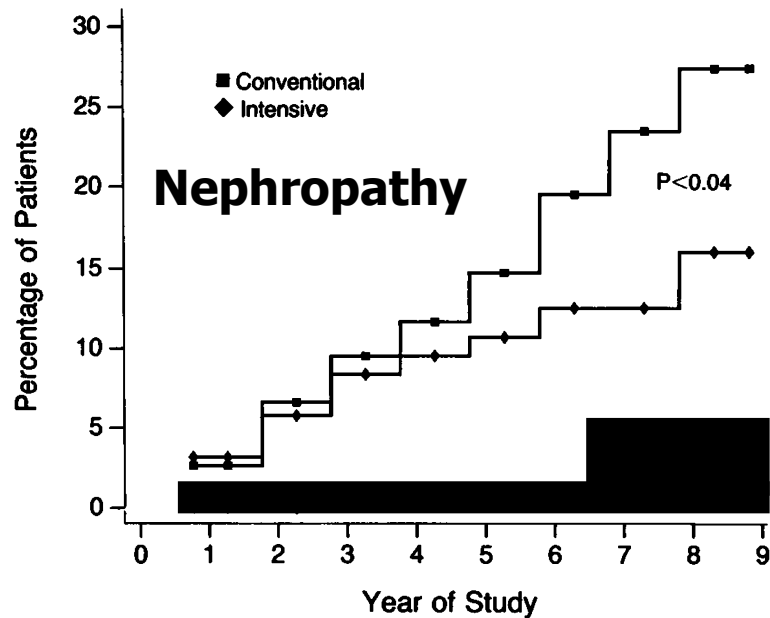 30
25
20
15
10
5
0
Percentage of Patients
Conventional
Intensive
Nephropathy
P<0.04
0 1 2 3 4 5 6 7 8 9
Year of Study